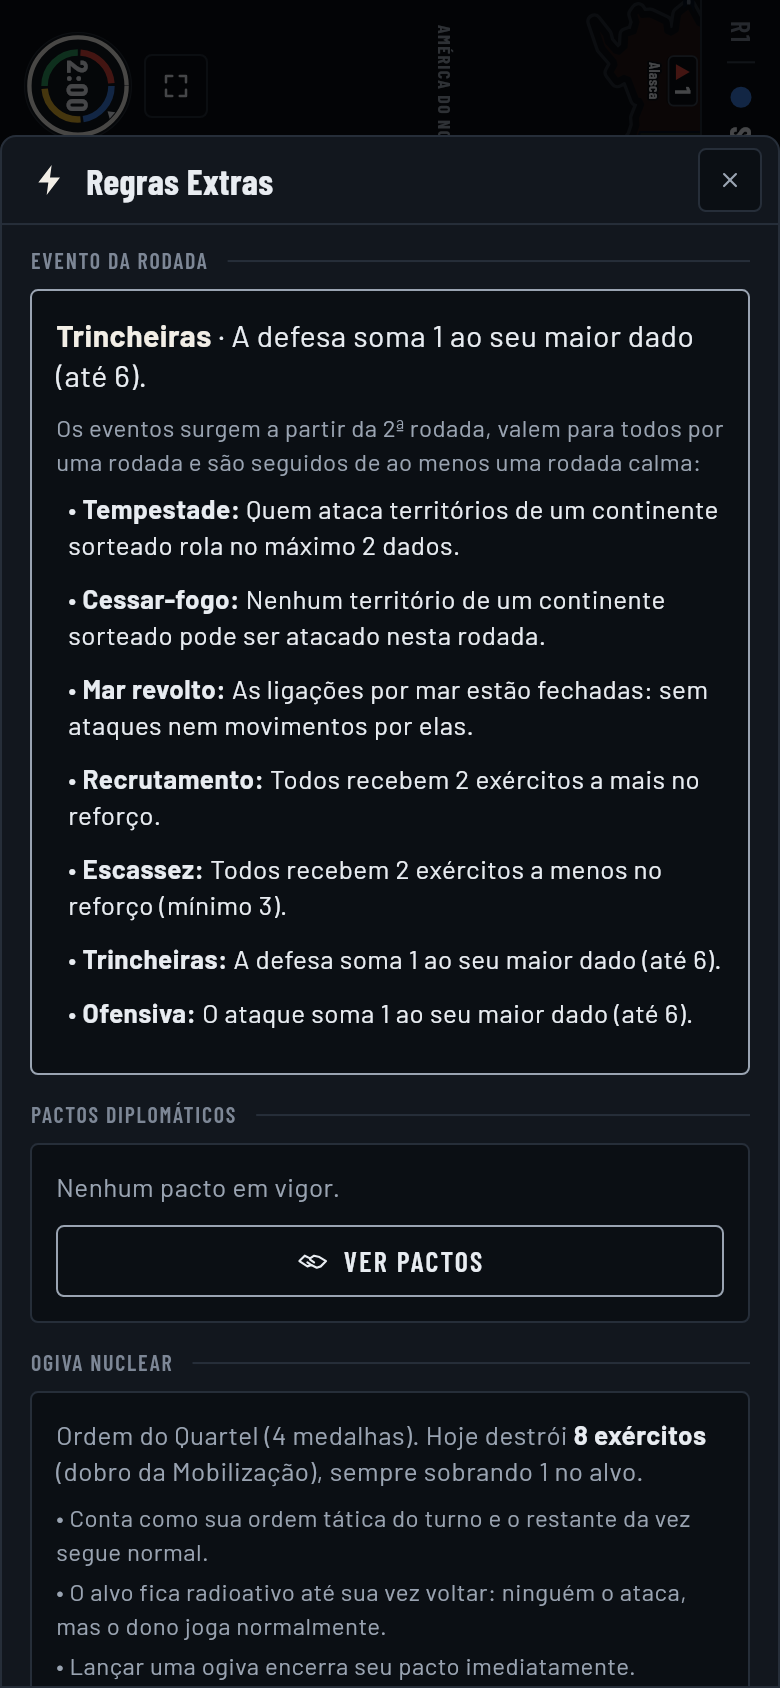 2:00
AMÉRICA DO NO
Alasca
1
R1
Regras Extras
EVENTO DA RODADA
Trincheiras · A defesa soma 1 ao seu maior dado
(até 6).
Os eventos surgem a partir da 2ª rodada, valem para todos por
uma rodada e são seguidos de ao menos uma rodada calma:
• Tempestade: Quem ataca territórios de um continente
sorteado rola no máximo 2 dados.
• Cessar-fogo: Nenhum território de um continente
sorteado pode ser atacado nesta rodada.
• Mar revolto: As ligações por mar estão fechadas: sem
ataques nem movimentos por elas.
• Recrutamento: Todos recebem 2 exércitos a mais no
reforço.
• Escassez: Todos recebem 2 exércitos a menos no
reforço (mínimo 3).
• Trincheiras: A defesa soma 1 ao seu maior dado (até 6).
• Ofensiva: O ataque soma 1 ao seu maior dado (até 6).
PACTOS DIPLOMÁTICOS
Nenhum pacto em vigor.
VER PACTOS
OGIVA NUCLEAR
Ordem do Quartel (4 medalhas). Hoje destrói 8 exércitos
(dobro da Mobilização), sempre sobrando 1 no alvo.
• Conta como sua ordem tática do turno e o restante da vez
segue normal.
• O alvo fica radioativo até sua vez voltar: ninguém o ataca,
mas o dono joga normalmente.
• Lançar uma ogiva encerra seu pacto imediatamente.